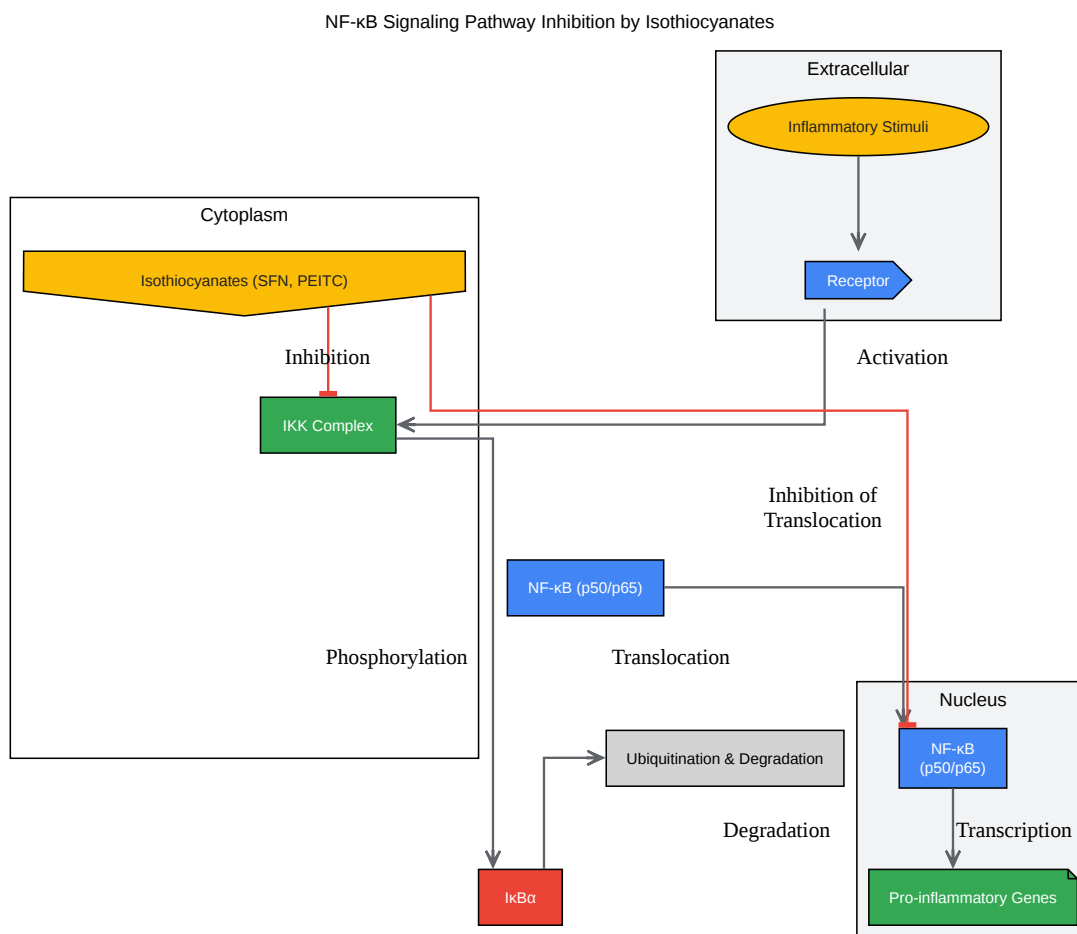 NF-κB Signaling Pathway Inhibition by Isothiocyanates
Extracellular
Inflammatory Stimuli
Receptor
Activation
Cytoplasm
Isothiocyanates (SFN, PEITC)
Inhibition
IKK Complex
Inhibition of
Translocation
NF-κB (p50/p65)
Phosphorylation
Translocation
Nucleus
NF-κB
(p50/p65)
Ubiquitination & Degradation
Degradation
Transcription
IκBα
Pro-inflammatory Genes